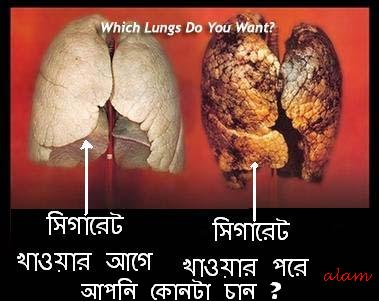 Which Lungs Do You Want?
সিগারেট
খাওয়ার আগে
সিগারেট
খাওয়ার পরে
alam
আপনি কোনটা চান ?